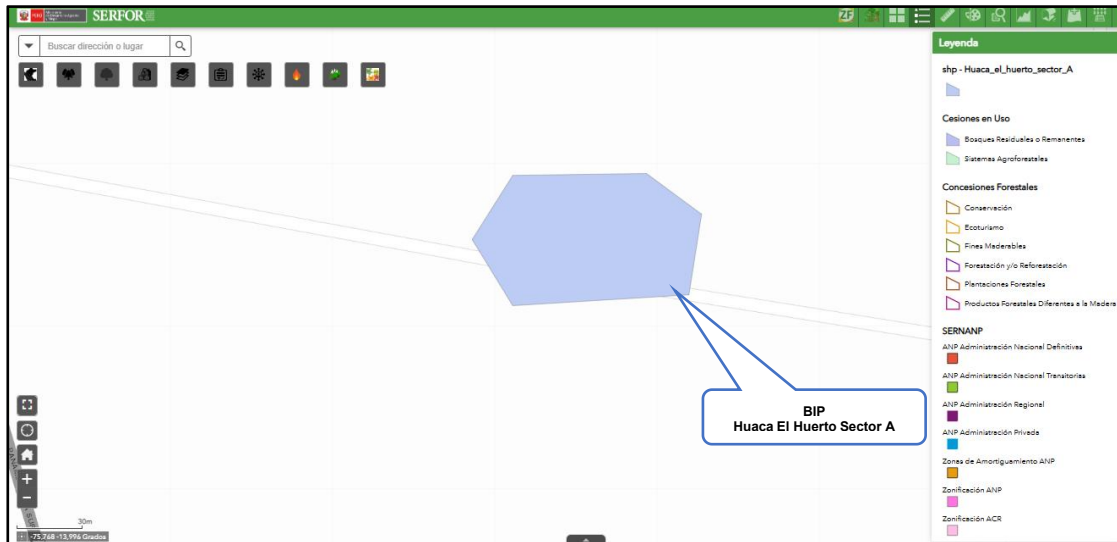 PERÚ
SERFOR
ZF
Buscar dirección o lugar
Leyenda
shp - Huaca_el_huerto_sector_A
Cesiones en Uso
Bosques Residuales o Remanentes
Sistemas Agroforestales
Concesiones Forestales
Conservación
Ecoturismo
Fines Maderables
Forestación y/o Reforestación
Plantaciones Forestales
Productos Forestales Diferentes a la Madera
SERNANP
ANP Administración Nacional Definitivas
ANP Administración Nacional Transitorias
ANP Administración Regional
ANP Administración Privada
Zonas de Amortiguamiento ANP
Zonificación ANP
Zonificación ACR
BIP
Huaca El Huerto Sector A
30m
-75,768 -13,996 Grados